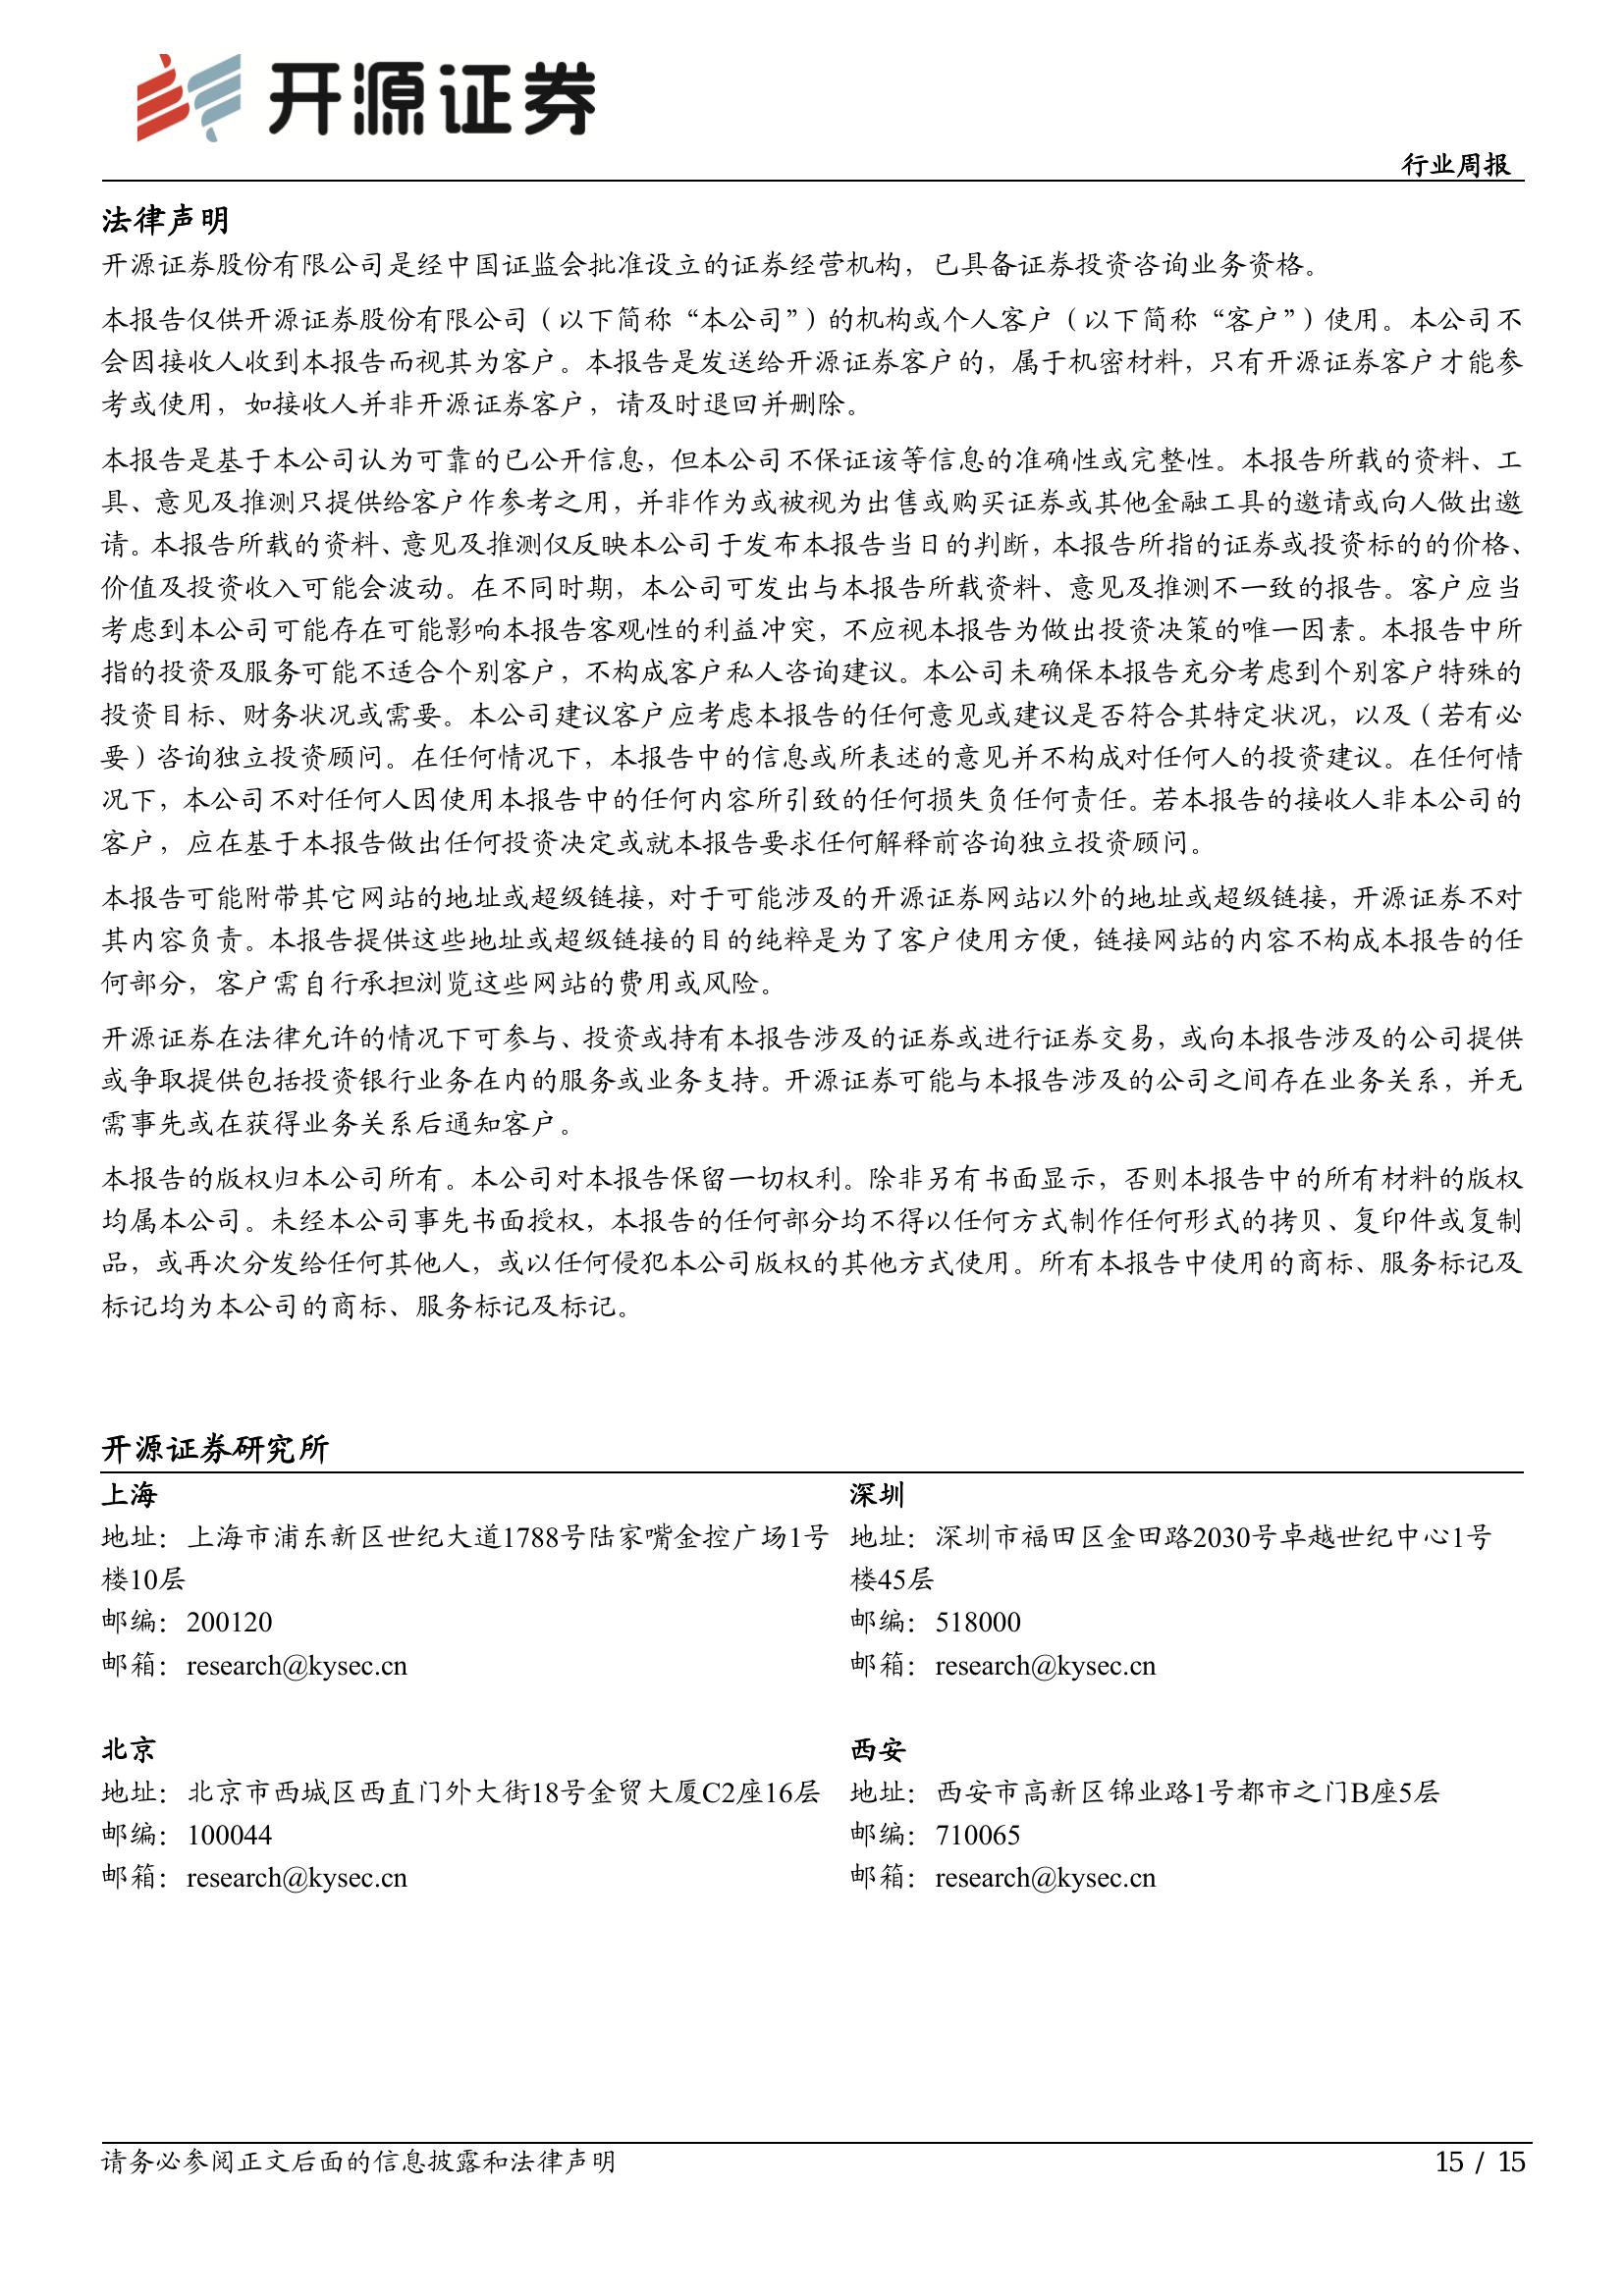 开源证券
行业周报
法律声明
开源证券股份有限公司是经中国证监会批准设立的证券经营机构，已具备证券投资咨询业务资格。
本报告仅供开源证券股份有限公司（以下简称“本公司”）的机构或个人客户（以下简称“客户”）使用。本公司不
会因接收人收到本报告而视其为客户。本报告是发送给开源证券客户的，属于机密材料，只有开源证券客户才能参
考或使用，如接收人并非开源证券客户，请及时退回并删除。
本报告是基于本公司认为可靠的已公开信息，但本公司不保证该等信息的准确性或完整性。本报告所载的资料、工
具、意见及推测只提供给客户作参考之用，并非作为或被视为出售或购买证券或其他金融工具的邀请或向人做出邀
请。本报告所载的资料、意见及推测仅反映本公司于发布本报告当日的判断，本报告所指的证券或投资标的的价格、
价值及投资收入可能会波动。在不同时期，本公司可发出与本报告所载资料、意见及推测不一致的报告。客户应当
考虑到本公司可能存在可能影响本报告客观性的利益冲突，不应视本报告为做出投资决策的唯一因素。本报告中所
指的投资及服务可能不适合个别客户，不构成客户私人咨询建议。本公司未确保本报告充分考虑到个别客户特殊的
投资目标、财务状况或需要。本公司建议客户应考虑本报告的任何意见或建议是否符合其特定状况，以及（若有必
要）咨询独立投资顾问。在任何情况下，本报告中的信息或所表述的意见并不构成对任何人的投资建议。在任何情
况下，本公司不对任何人因使用本报告中的任何内容所引致的任何损失负任何责任。若本报告的接收人非本公司的
客户，应在基于本报告做出任何投资决定或就本报告要求任何解释前咨询独立投资顾问。
本报告可能附带其它网站的地址或超级链接，对于可能涉及的开源证券网站以外的地址或超级链接，开源证券不对
其内容负责。本报告提供这些地址或超级链接的目的纯粹是为了客户使用方便，链接网站的内容不构成本报告的任
何部分，客户需自行承担浏览这些网站的费用或风险。
开源证券在法律允许的情况下可参与、投资或持有本报告涉及的证券或进行证券交易，或向本报告涉及的公司提供
或争取提供包括投资银行业务在内的服务或业务支持。开源证券可能与本报告涉及的公司之间存在业务关系，并无
需事先或在获得业务关系后通知客户。
本报告的版权归本公司所有。本公司对本报告保留一切权利。除非另有书面显示，否则本报告中的所有材料的版权
均属本公司。未经本公司事先书面授权，本报告的任何部分均不得以任何方式制作任何形式的拷贝、复印件或复制
品，或再次分发给任何其他人，或以任何侵犯本公司版权的其他方式使用。所有本报告中使用的商标、服务标记及
标记均为本公司的商标、服务标记及标记。
开源证券研究所
上海
地址：上海市浦东新区世纪大道1788号陆家嘴金控广场1号
楼10层
邮编：200120
邮箱：research@kysec.cn
深圳
地址：深圳市福田区金田路2030号卓越世纪中心1号
楼45层
邮编：518000
邮箱：research@kysec.cn
北京
地址：北京市西城区西直门外大街18号金贸大厦C2座16层
邮编：100044
邮箱：research@kysec.cn
西安
地址：西安市高新区锦业路1号都市之门B座5层
邮编：710065
邮箱：research@kysec.cn
请务必参阅正文后面的信息披露和法律声明
15 / 15